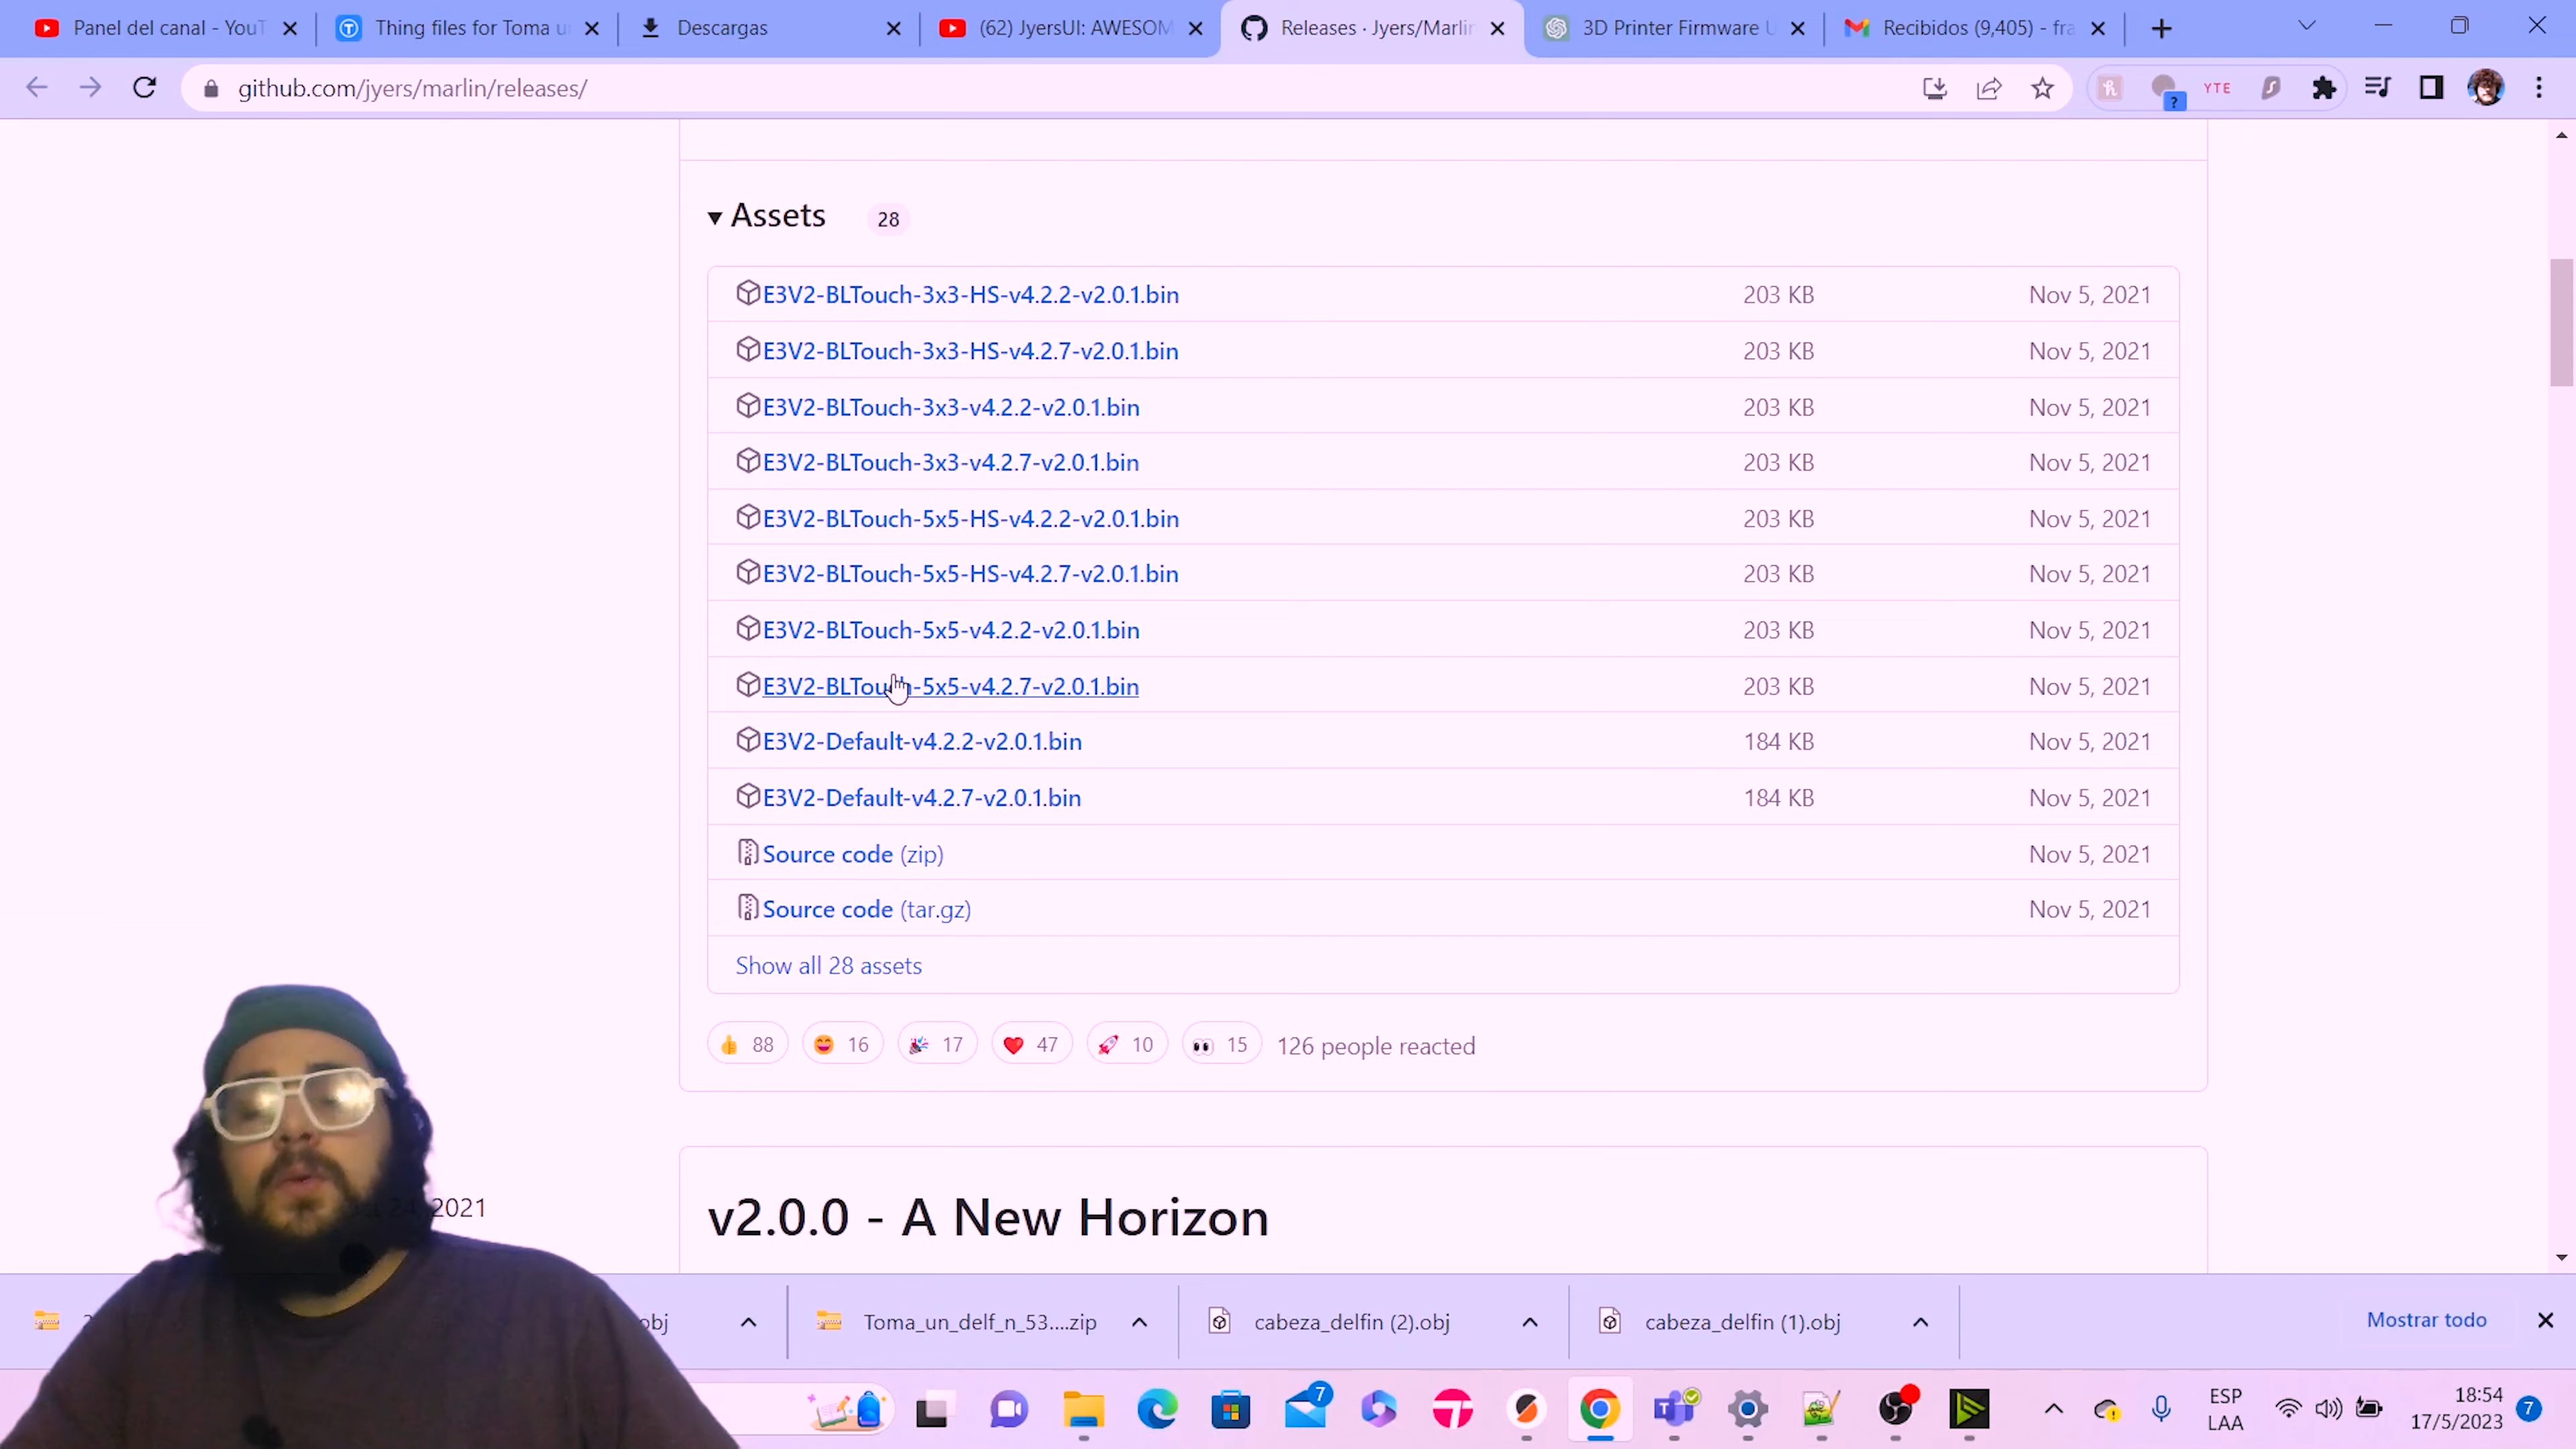 Panel del canal - YouT
Thing files for Toma u
Descargas
(62) JyersUI: AWESOM
Releases · Jyers/Marlin
3D Printer Firmware U
Recibidos (9,405) - fra
github.com/jyers/marlin/releases/
?
YTE
Assets 28
E3V2-BLTouch-3x3-HS-v4.2.2-v2.0.1.bin 203 KB Nov 5, 2021
E3V2-BLTouch-3x3-HS-v4.2.7-v2.0.1.bin 203 KB Nov 5, 2021
E3V2-BLTouch-3x3-v4.2.2-v2.0.1.bin 203 KB Nov 5, 2021
E3V2-BLTouch-3x3-v4.2.7-v2.0.1.bin 203 KB Nov 5, 2021
E3V2-BLTouch-5x5-HS-v4.2.2-v2.0.1.bin 203 KB Nov 5, 2021
E3V2-BLTouch-5x5-HS-v4.2.7-v2.0.1.bin 203 KB Nov 5, 2021
E3V2-BLTouch-5x5-v4.2.2-v2.0.1.bin 203 KB Nov 5, 2021
E3V2-BLTouch-5x5-v4.2.7-v2.0.1.bin 203 KB Nov 5, 2021
E3V2-Default-v4.2.2-v2.0.1.bin 184 KB Nov 5, 2021
E3V2-Default-v4.2.7-v2.0.1.bin 184 KB Nov 5, 2021
Source code (zip) Nov 5, 2021
Source code (tar.gz) Nov 5, 2021
Show all 28 assets
88 16 17 47 10 15 126 people reacted
24, 2021
v2.0.0 - A New Horizon
obj
Toma_un_delf_n_53....zip
cabeza_delfin (2).obj
cabeza_delfin (1).obj
Mostrar todo
7
ESP
LAA
18:54
17/5/2023
7